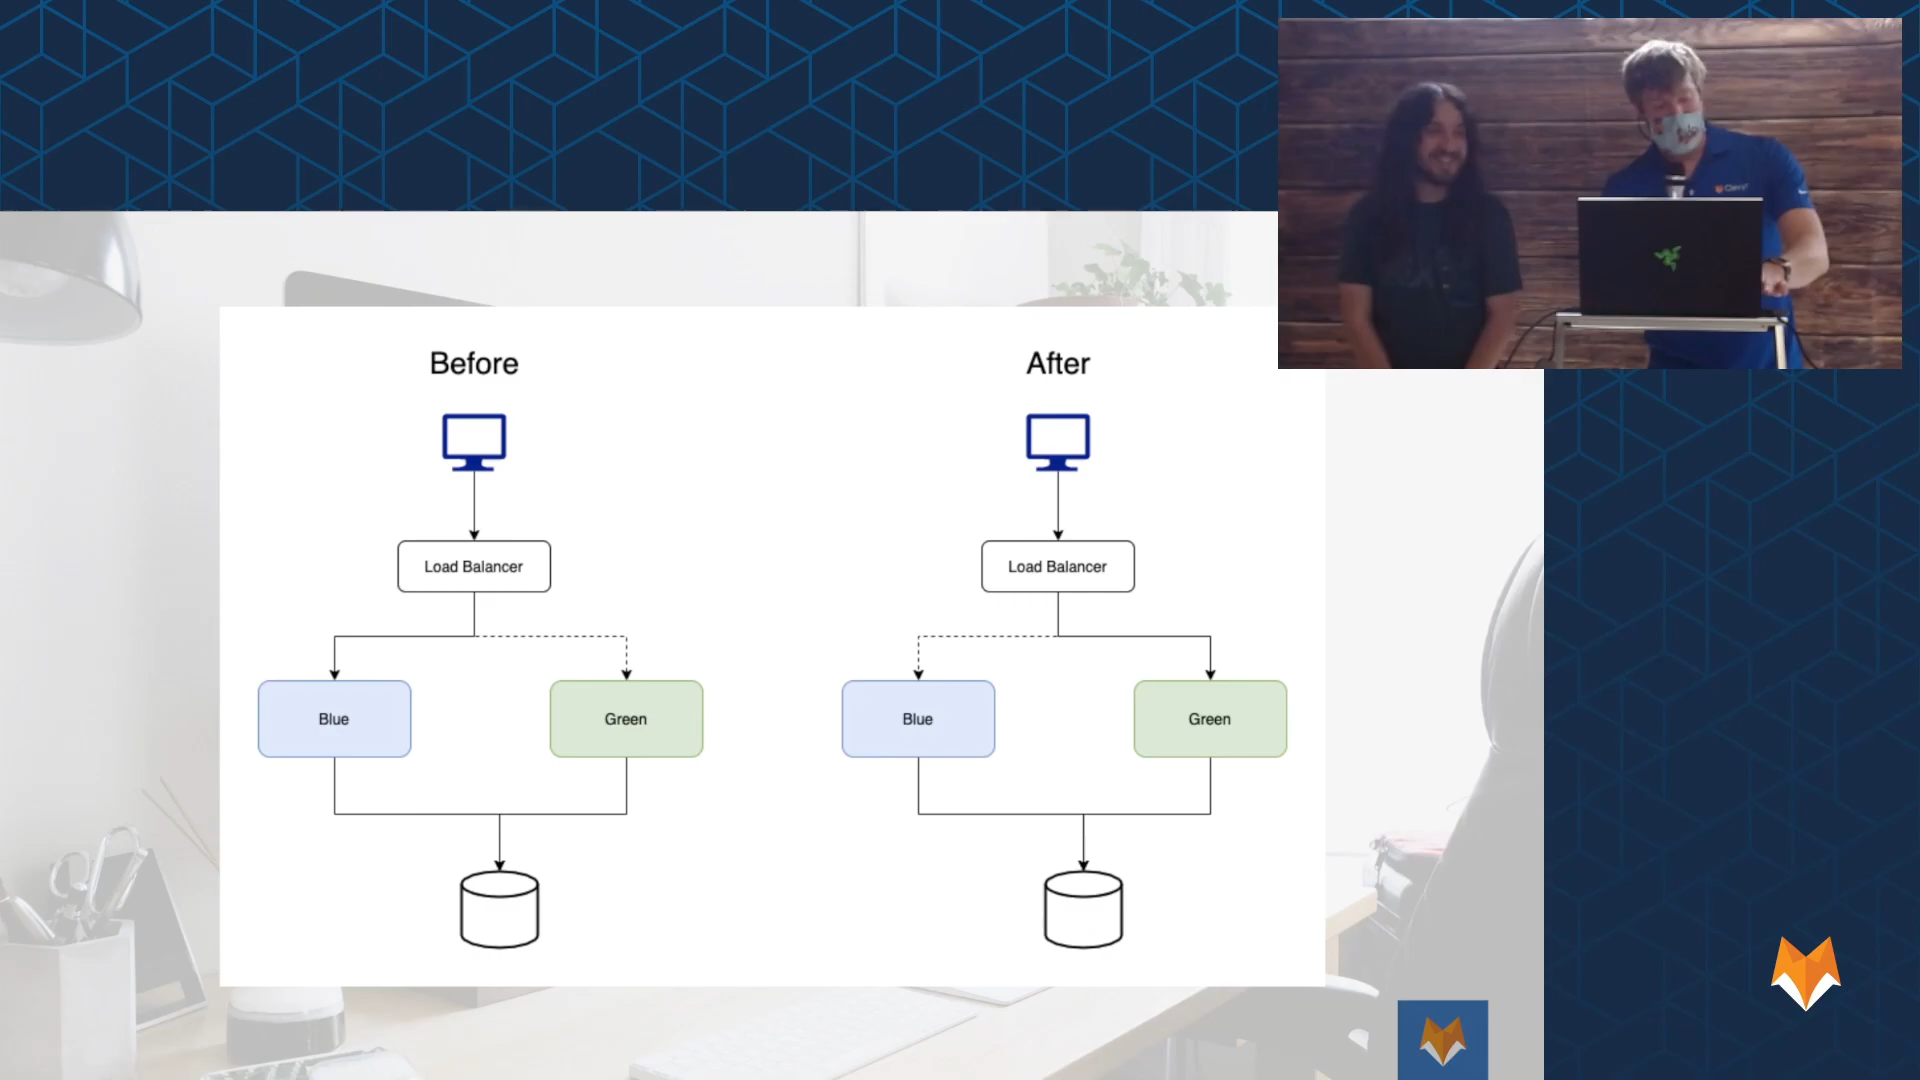 Before
After
Load Balancer
Load Balancer
Blue
Green
Blue
Green